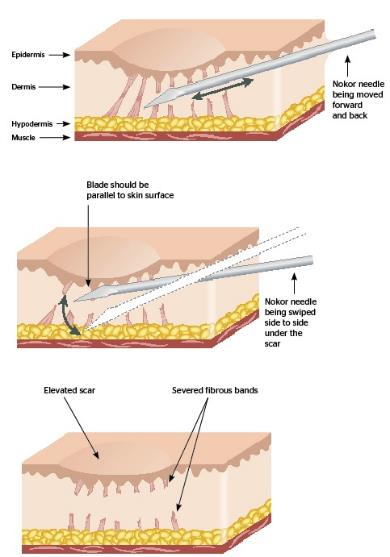 Epidermis
Dermis
Hypodermis
Muscle
Nokor needle
being moved
forward
and back
Blade should be
parallel to skin surface
Nokor needle
being swiped
side to side
under the
scar
Elevated scar
Severed fibrous bands